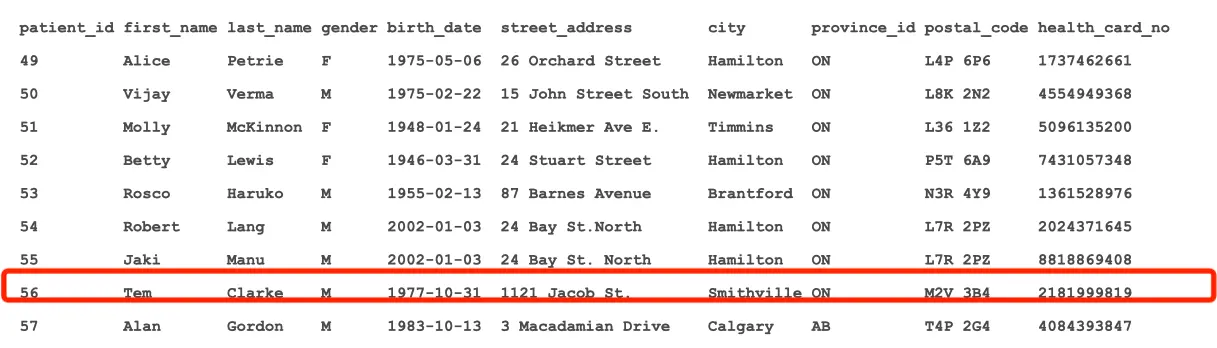 patient_id first_name last_name gender birth_date street_address city province_id postal_code health_card_no
49 Alice Petrie F 1975-05-06 26 Orchard Street Hamilton ON L4P 6P6 1737462661
50 Vijay Verma M 1975-02-22 15 John Street South Newmarket ON L8K 2N2 4554949368
51 Molly McKinnon F 1948-01-24 21 Heikmer Ave E. Timmins ON L36 1Z2 5096135200
52 Betty Lewis F 1946-03-31 24 Stuart Street Hamilton ON P5T 6A9 7431057348
53 Rosco Haruko M 1955-02-13 87 Barnes Avenue Brantford ON N3R 4Y9 1361528976
54 Robert Lang M 2002-01-03 24 Bay St.North Hamilton ON L7R 2PZ 2024371645
55 Jaki Manu M 2002-01-03 24 Bay St. North Hamilton ON L7R 2PZ 8818869408
56 Tem Clarke M 1977-10-31 1121 Jacob St. Smithville ON M2V 3B4 2181999819
57 Alan Gordon M 1983-10-13 3 Macadamian Drive Calgary AB T4P 2G4 4084393847